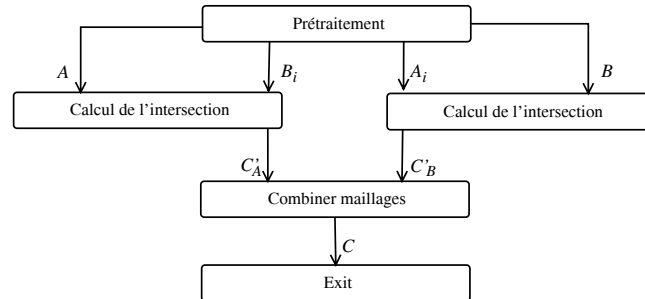 Prétraitement
A
B_i
A_i
B
Calcul de l'intersection
Calcul de l'intersection
C'_A
C'_B
Combiner maillages
C
Exit